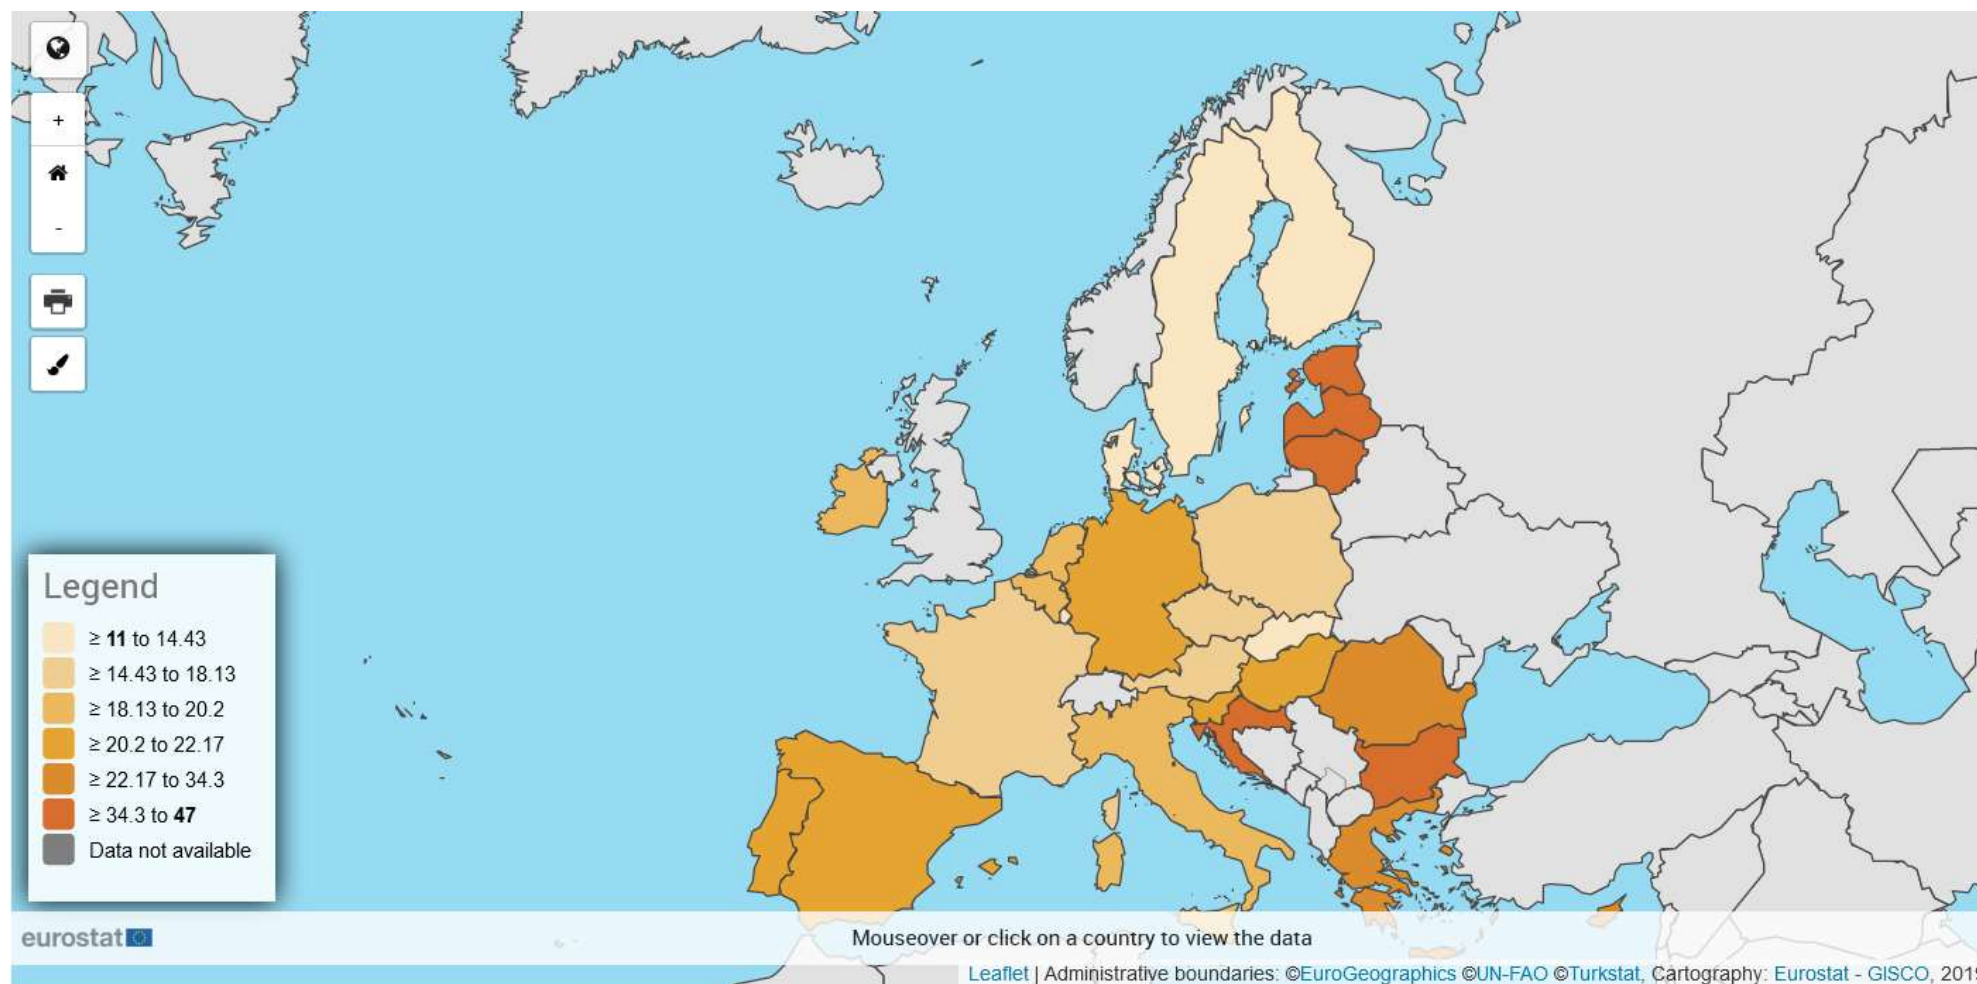 +
-
Legend
≥ 11 to 14.43
≥ 14.43 to 18.13
≥ 18.13 to 20.2
≥ 20.2 to 22.17
≥ 22.17 to 34.3
≥ 34.3 to 47
Data not available
eurostat
Mouseover or click on a country to view the data
Leaflet | Administrative boundaries: ©EuroGeographics ©UN-FAO ©Turkstat, Cartography: Eurostat - GISCO, 2019